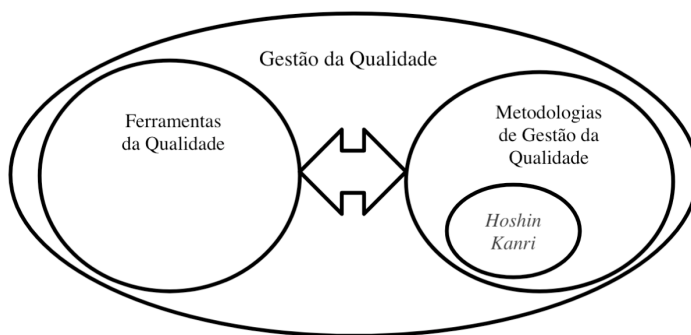 Gestão da Qualidade
Ferramentas
da Qualidade
Metodologias
de Gestão da
Qualidade
Hoshin
Kanri